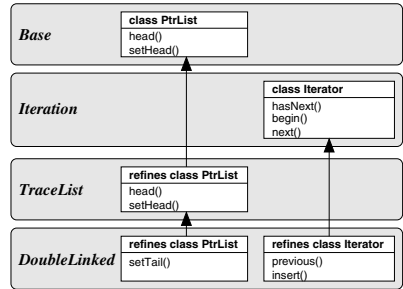 Base
class PtrList
head()
setHead()
Iteration
class Iterator
hasNext()
begin()
next()
TraceList
refines class PtrList
head()
setHead()
DoubleLinked
refines class PtrList
setTail()
refines class Iterator
previous()
insert()